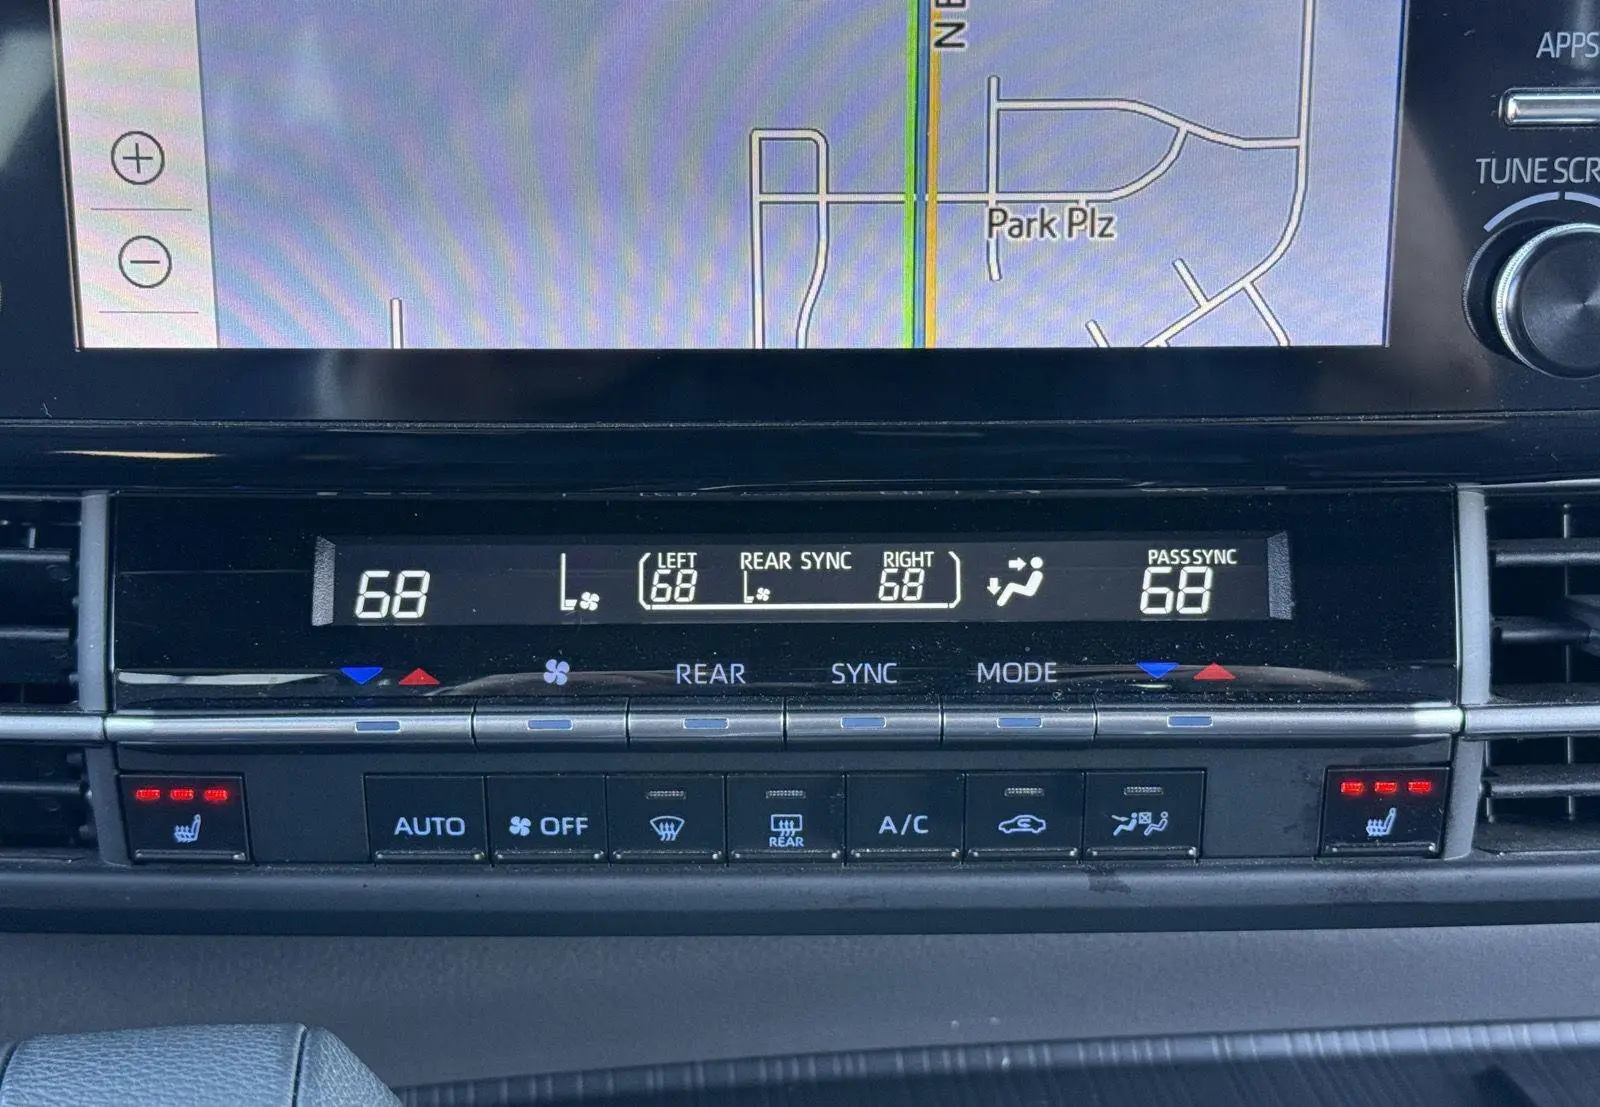 APPS
TUNE SCR
N E
Park Plz
LEFT REAR SYNC RIGHT PASS SYNC
68 68 68 68
REAR SYNC MODE
AUTO OFF REAR A/C